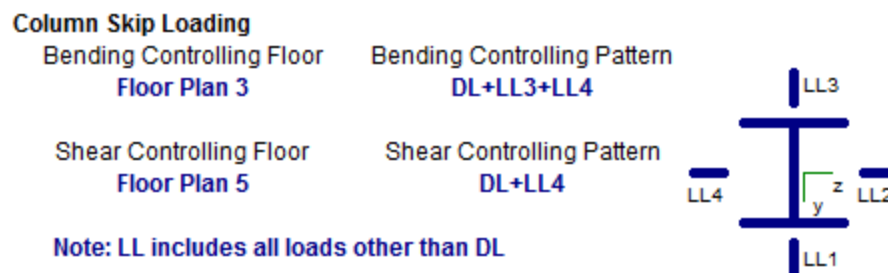 Column Skip Loading
Bending Controlling Floor Bending Controlling Pattern
Floor Plan 3 DL+LL3+LL4
LL3
Shear Controlling Floor Shear Controlling Pattern
Floor Plan 5 DL+LL4
LL4 z LL2
y
Note: LL includes all loads other than DL
LL1